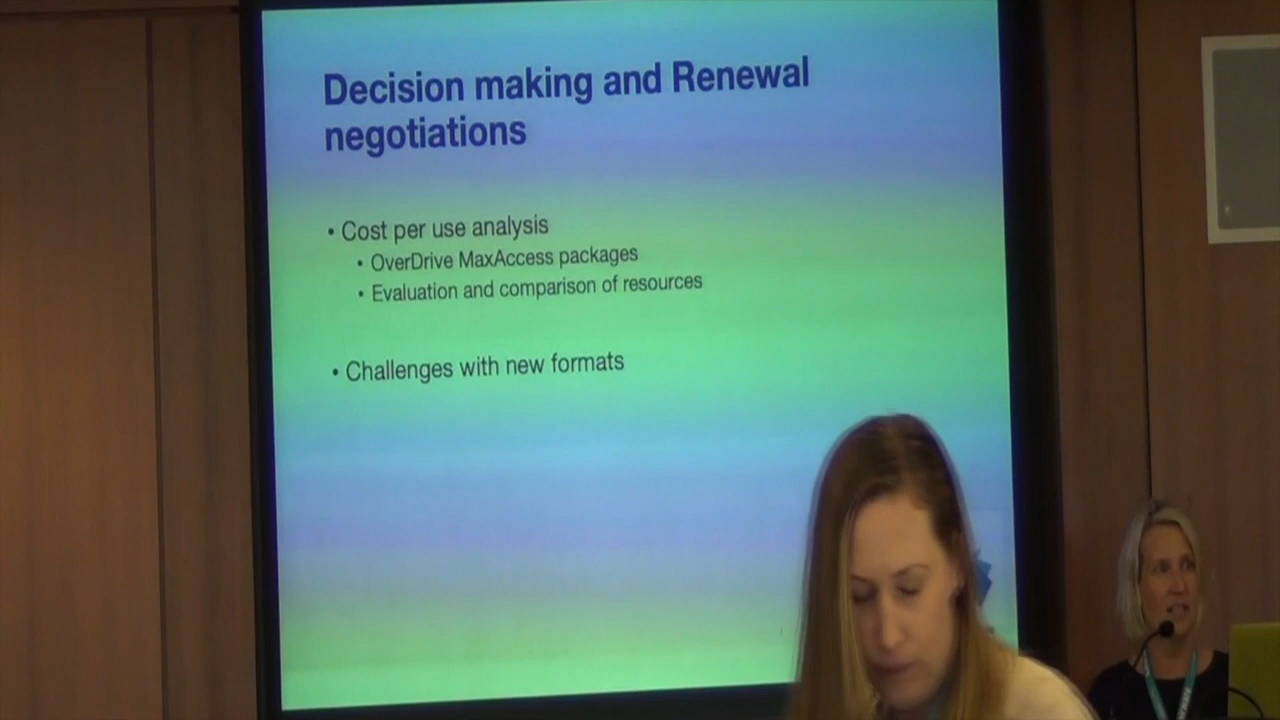 Decision making and Renewal
negotiations
• Cost per use analysis
• OverDrive MaxAccess packages
• Evaluation and comparison of resources
• Challenges with new formats